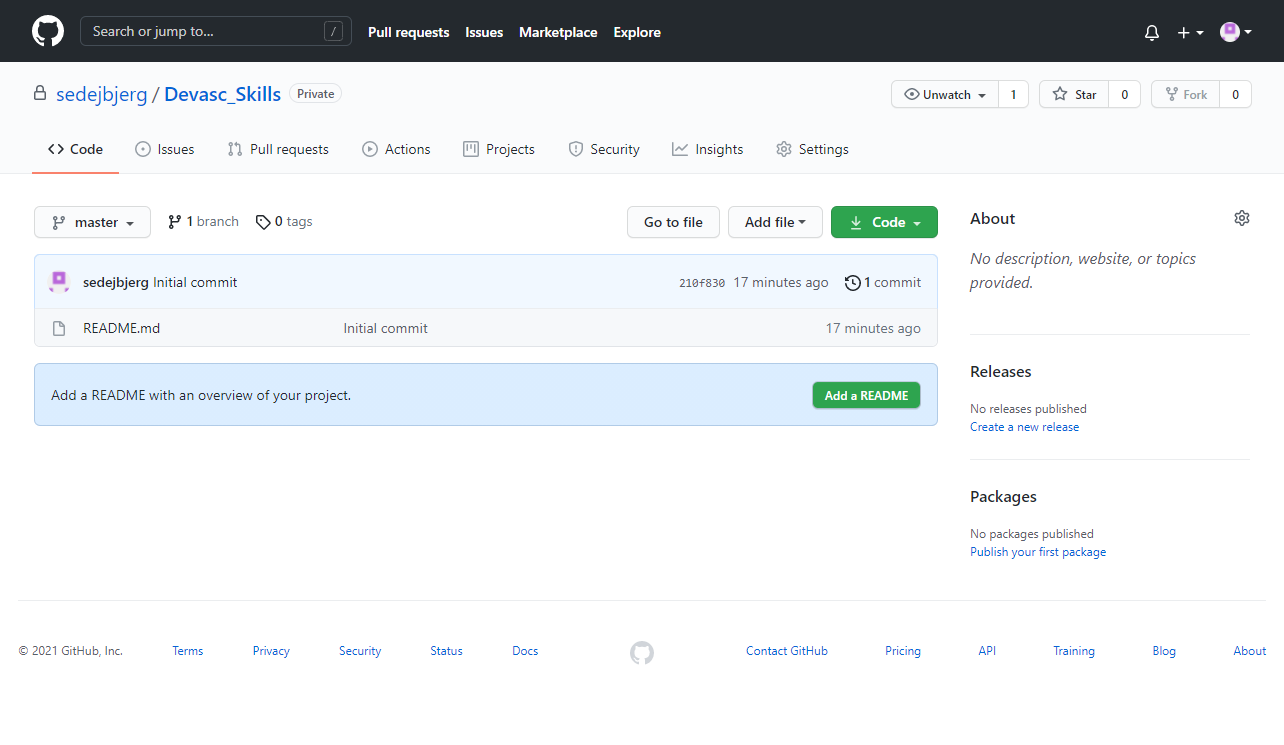 Search or jump to... / Pull requests Issues Marketplace Explore
sedejbjerg / Devasc_Skills Private Unwatch 1 Star 0 Fork 0
Code Issues Pull requests Actions Projects Security Insights Settings
master 1 branch 0 tags Go to file Add file Code
sedejbjerg Initial commit 210f830 17 minutes ago 1 commit
README.md Initial commit 17 minutes ago
Add a README with an overview of your project. Add a README
About
No description, website, or topics
provided.
Releases
No releases published
Create a new release
Packages
No packages published
Publish your first package
© 2021 GitHub, Inc. Terms Privacy Security Status Docs Contact GitHub Pricing API Training Blog About